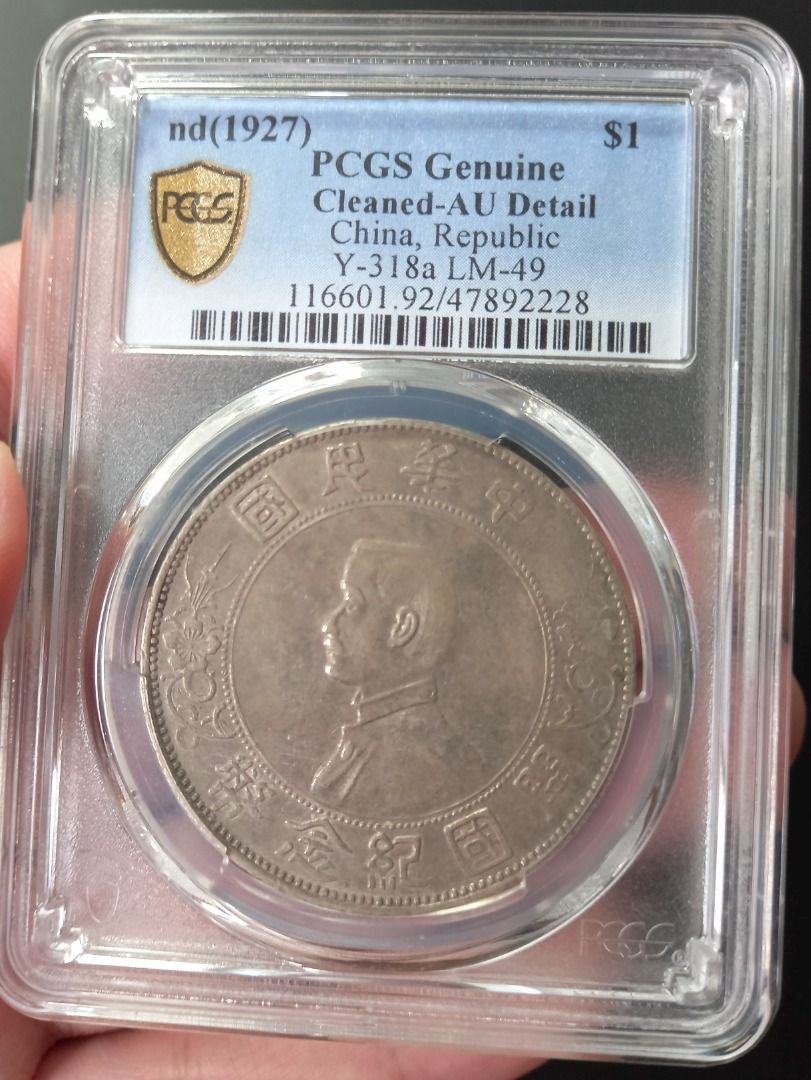 nd(1927) $1
PCGS Genuine
PCGS
Cleaned-AU Detail
China, Republic
Y-318a LM-49
116601.92/47892228
中華民國
開國紀念幣
PCGS